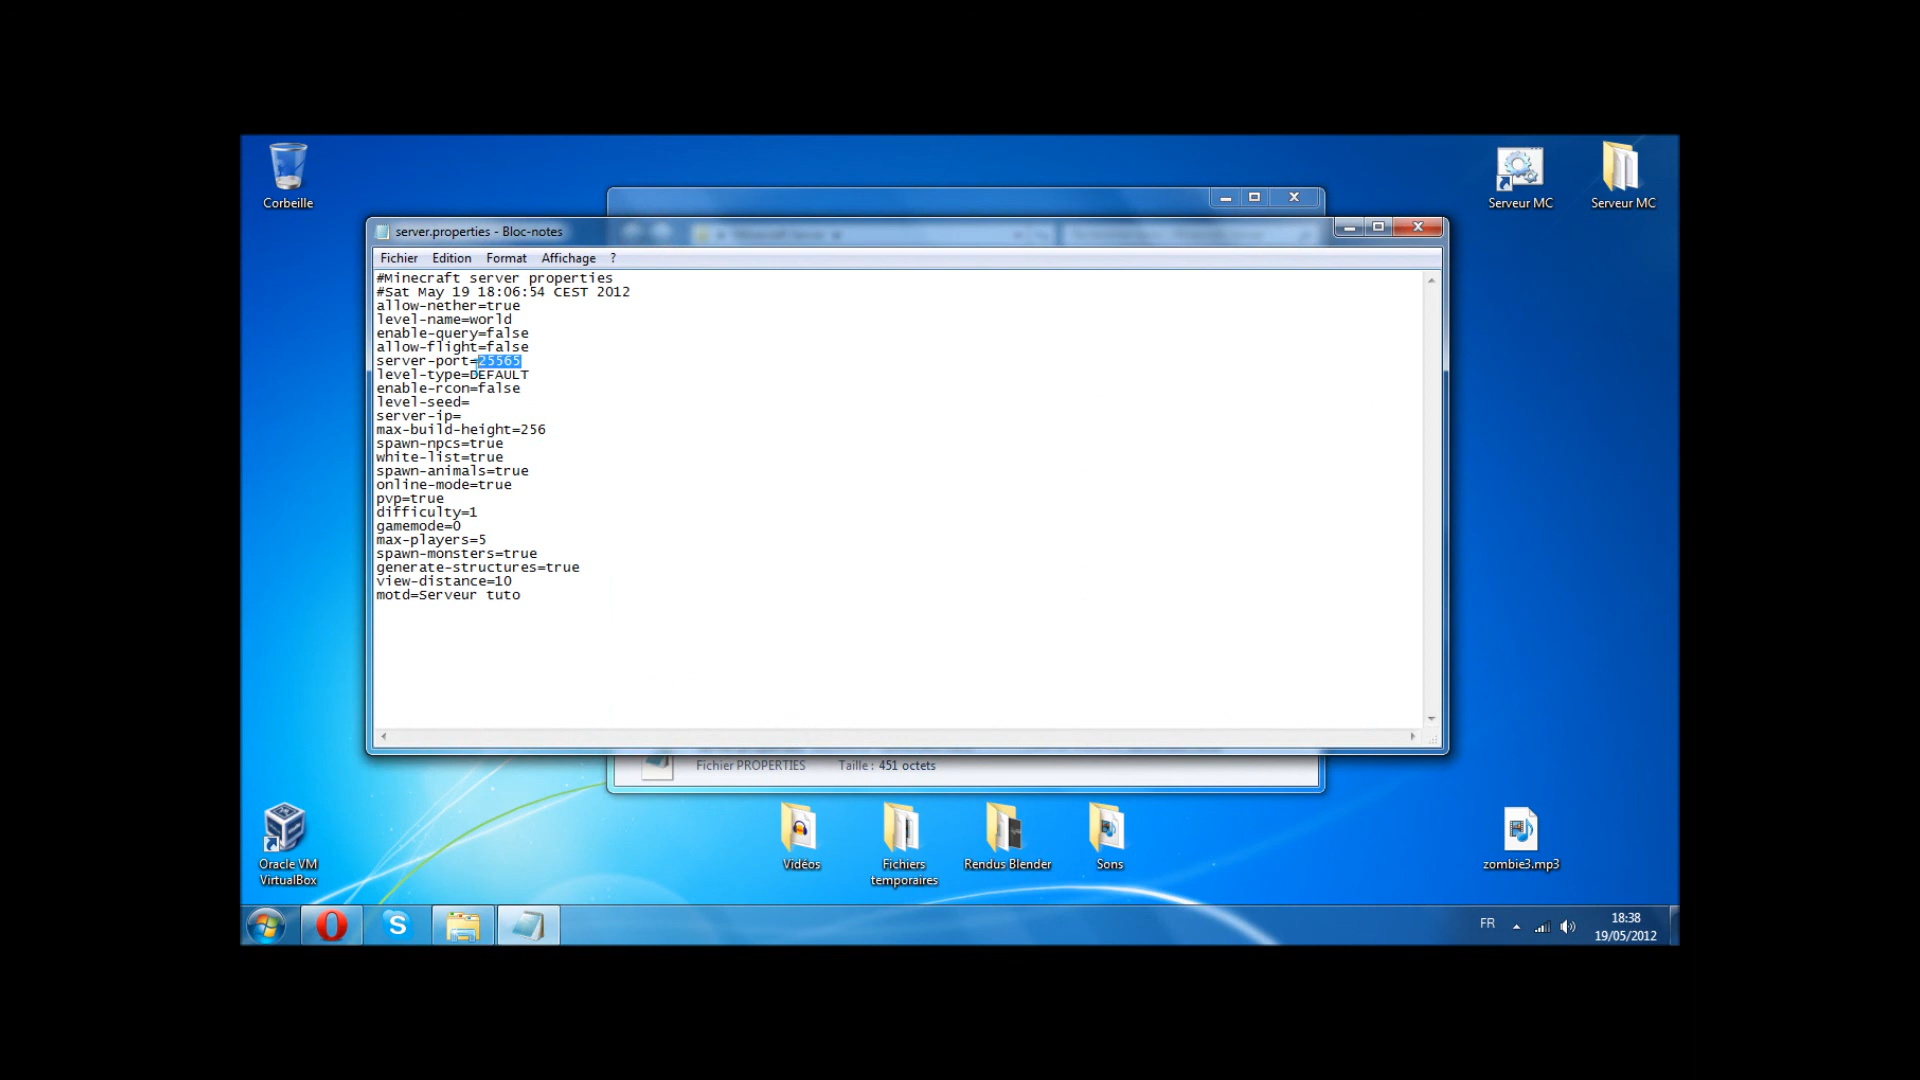 Corbeille
Serveur MC
Serveur MC
server.properties - Bloc-notes
Fichier Edition Format Affichage ?
#Minecraft server properties
#Sat May 19 18:06:54 CEST 2012
allow-nether=true
level-name=world
enable-query=false
allow-flight=false
server-port=25565
level-type=DEFAULT
enable-rcon=false
level-seed=
server-ip=
max-build-height=256
spawn-npcs=true
white-list=true
spawn-animals=true
online-mode=true
pvp=true
difficulty=1
gamemode=0
max-players=5
spawn-monsters=true
generate-structures=true
view-distance=10
motd=Serveur tuto
Fichier PROPERTIES Taille : 451 octets
Oracle VM
VirtualBox
Vidéos
Fichiers
temporaires
Rendus Blender
Sons
zombie3.mp3
FR
18:38
19/05/2012